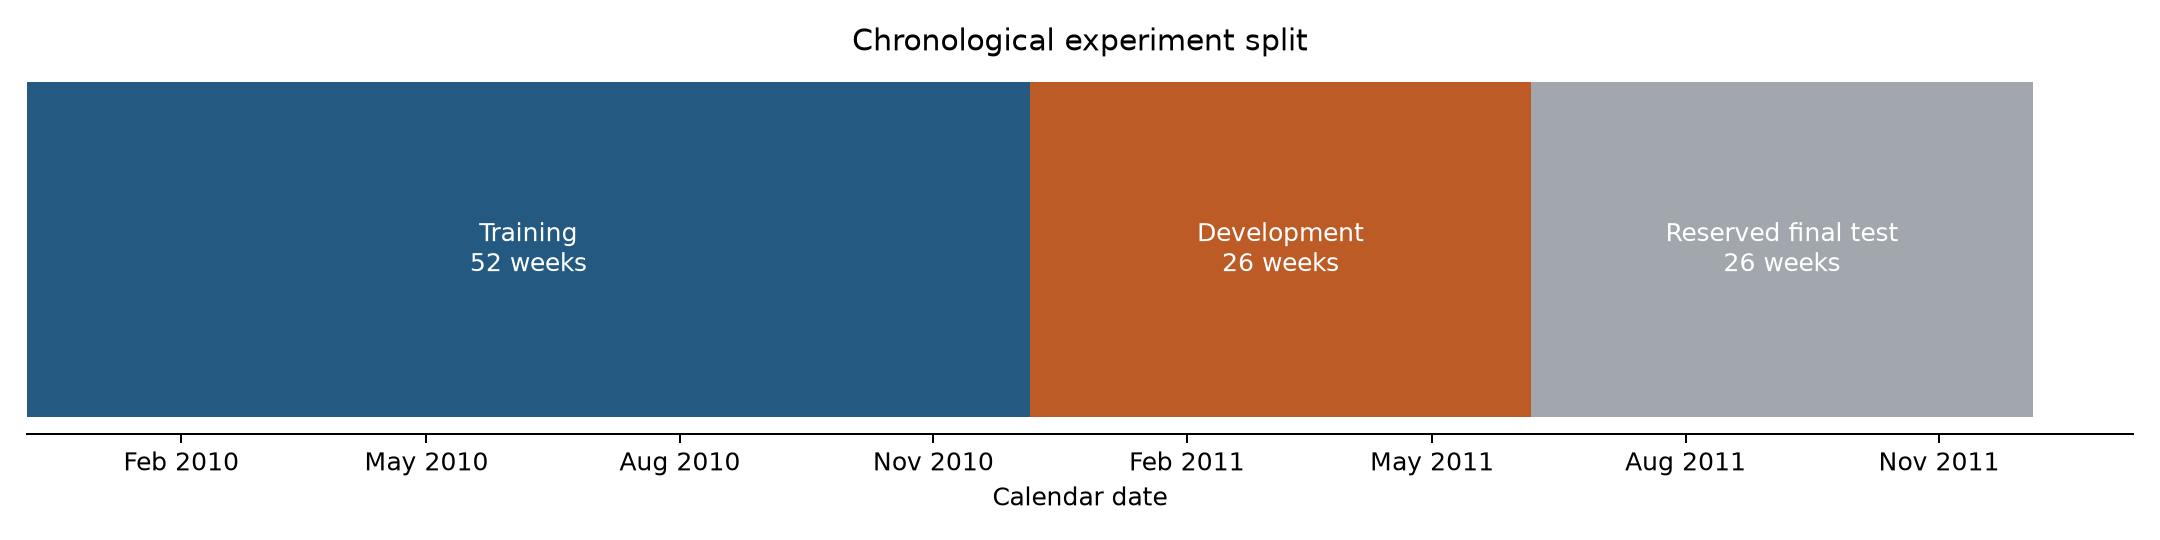 Chronological experiment split
Training
52 weeks
Development
26 weeks
Reserved final test
26 weeks
Feb 2010
May 2010
Aug 2010
Nov 2010
Feb 2011
May 2011
Aug 2011
Nov 2011
Calendar date